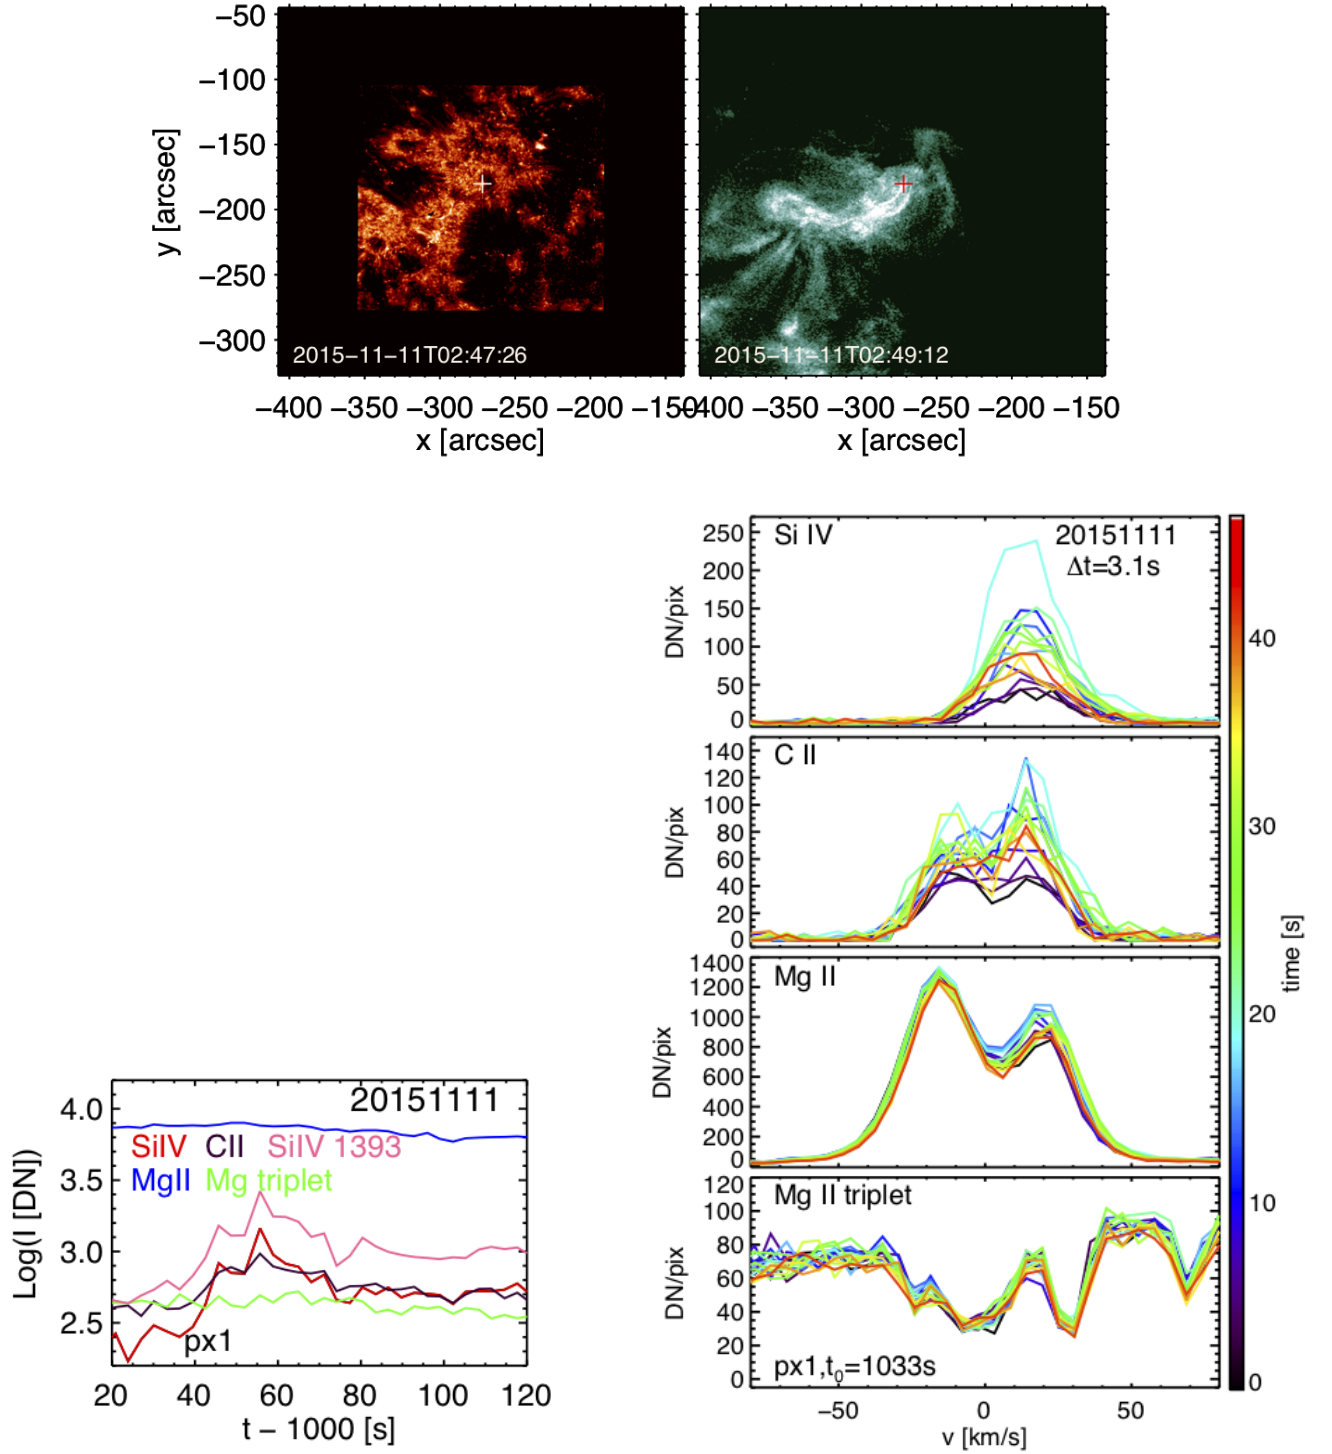 −50
−100
−150
−200
−250
−300
y [arcsec]
2015−11−11T02:47:26
2015−11−11T02:49:12
−400 −350 −300 −250 −200 −150
−400 −350 −300 −250 −200 −150
x [arcsec]
x [arcsec]
250
200
150
100
50
0
DN/pix
Si IV
20151111
Δt=3.1s
140
120
100
80
60
40
20
0
DN/pix
C II
1400
1200
1000
800
600
400
200
0
DN/pix
Mg II
120
100
80
60
40
20
0
DN/pix
Mg II triplet
px1,t₀=1033s
−50 0 50
v [km/s]
40
30
20
10
0
time [s]
4.0
3.5
3.0
2.5
Log(I [DN])
20151111
SiIV CII SiIV 1393
MgII Mg triplet
px1
20 40 60 80 100 120
t − 1000 [s]